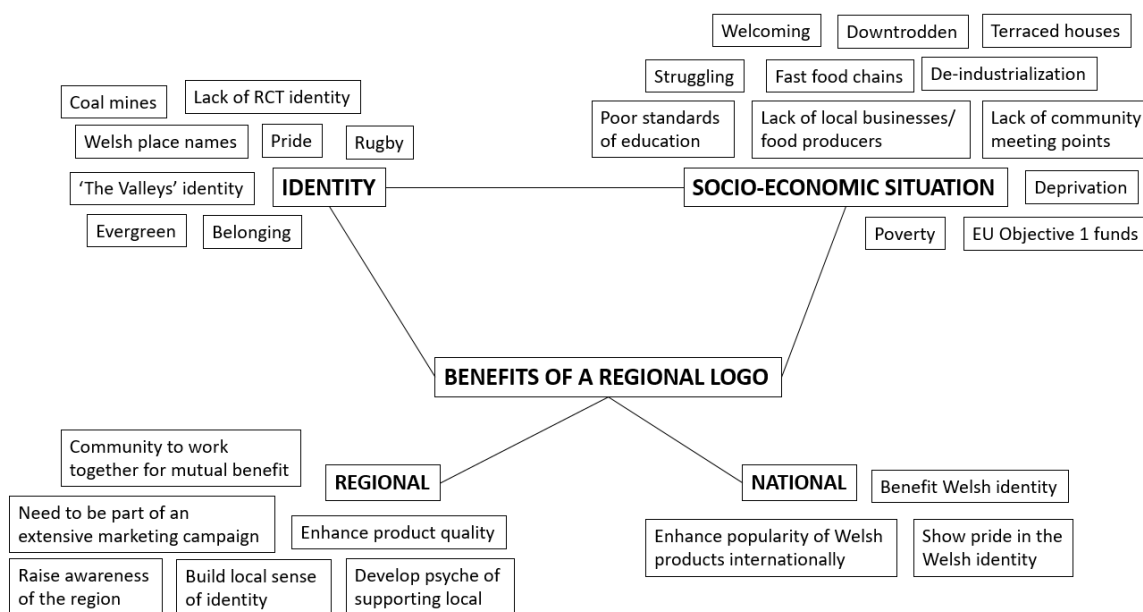 Welcoming
Downtrodden
Terraced houses
Struggling
Fast food chains
De-industrialization
Coal mines
Lack of RCT identity
Poor standards
of education
Lack of local businesses/
food producers
Lack of community
meeting points
Welsh place names
Pride
Rugby
‘The Valleys’ identity
IDENTITY
SOCIO-ECONOMIC SITUATION
Deprivation
Evergreen
Belonging
Poverty
EU Objective 1 funds
BENEFITS OF A REGIONAL LOGO
Community to work
together for mutual benefit
REGIONAL
NATIONAL
Benefit Welsh identity
Need to be part of an
extensive marketing campaign
Enhance product quality
Enhance popularity of Welsh
products internationally
Show pride in the
Welsh identity
Raise awareness
of the region
Build local sense
of identity
Develop psyche of
supporting local